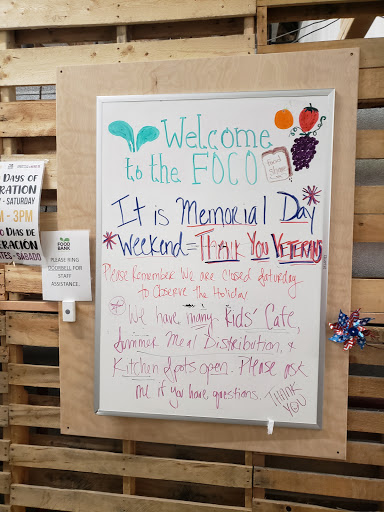 Welcome
to the FOCO
food
share
It is Memorial Day
Weekend = Thank You Veterans
Please Remember We are Closed Saturday
to Observe the Holiday
We have many Kids' Cafe,
Summer Meal Distribution, &
Kitchen spots open. Please ask
me if you have questions. THANK
YOU
DAYS OF
RATION
- SATURDAY
M - 3PM
DIAS DE
ERACIÓN
SABADO
FOOD
BANK
PLEASE RING
DOORBELL FOR
STAFF
ASSISTANCE.